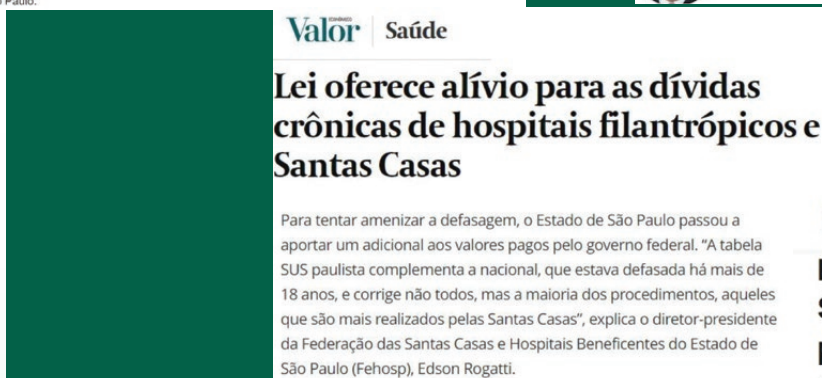 Paulo.
Valor
ECONÔMICO
Saúde
Lei oferece alívio para as dívidas
crônicas de hospitais filantrópicos e
Santas Casas
Para tentar amenizar a defasagem, o Estado de São Paulo passou a
aportar um adicional aos valores pagos pelo governo federal. “A tabela
SUS paulista complementa a nacional, que estava defasada há mais de
18 anos, e corrige não todos, mas a maioria dos procedimentos, aqueles
que são mais realizados pelas Santas Casas”, explica o diretor-presidente
da Federação das Santas Casas e Hospitais Beneficentes do Estado de
São Paulo (Fehosp), Edson Rogatti.